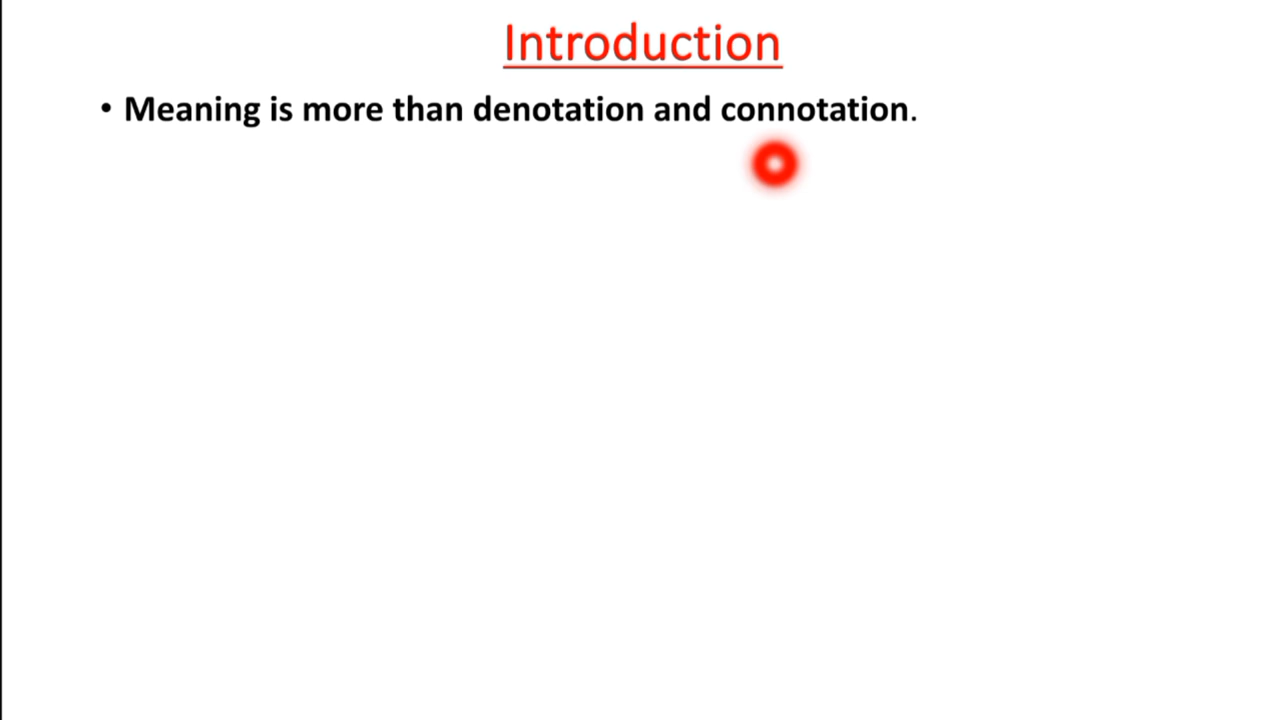 Introduction
• Meaning is more than denotation and connotation.